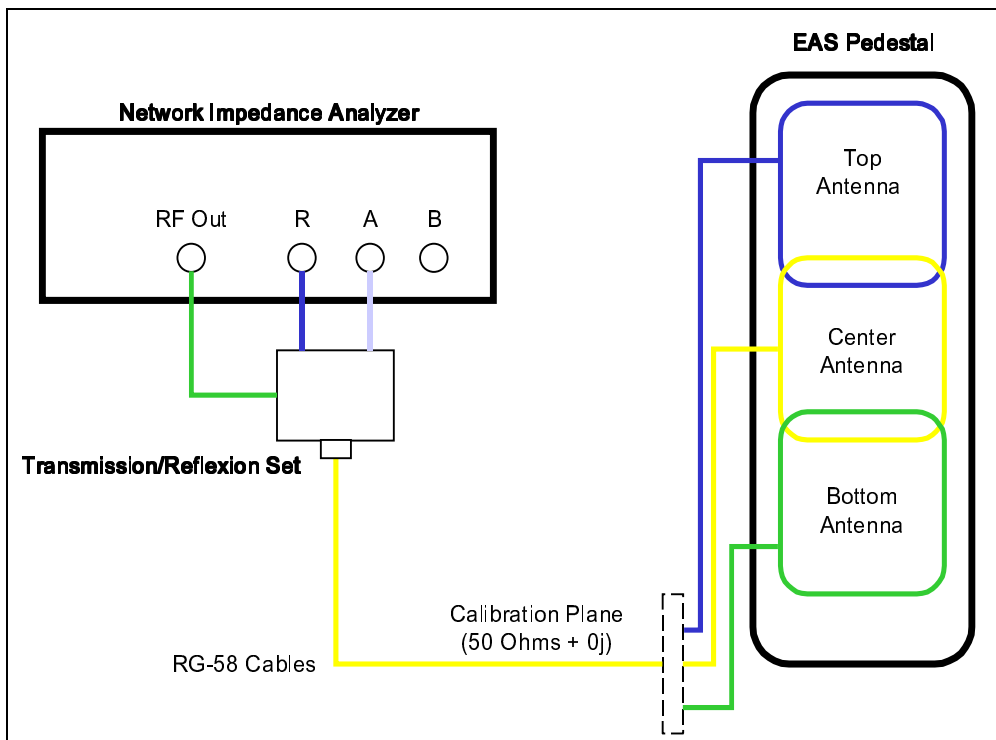 EAS Pedestal
Network Impedance Analyzer
Top
Antenna
RF Out
R
A
B
Center
Antenna
Transmission/Reflexion Set
Bottom
Antenna
Calibration Plane
(50 Ohms + 0j)
RG-58 Cables